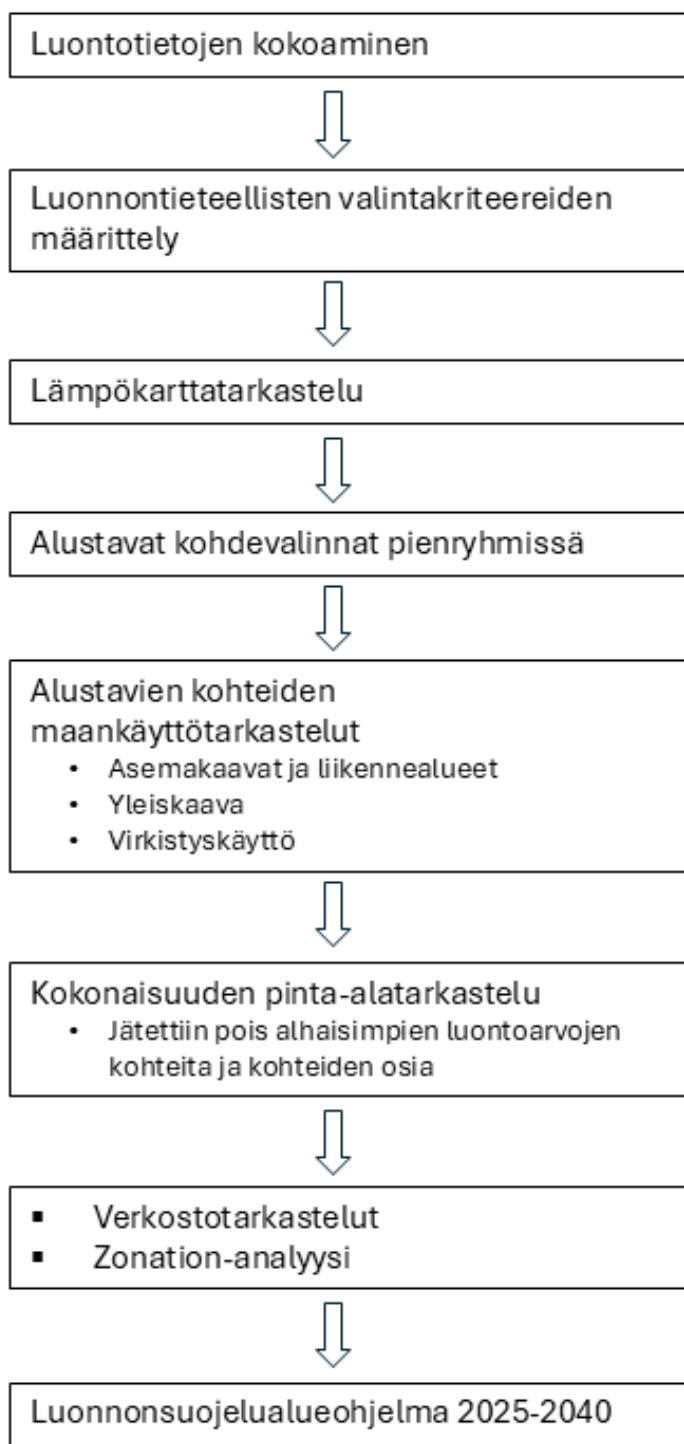 Luontotietojen kokoaminen
Luonnontieteellisten valintakriteereiden
määrittely
Lämpökarttatarkastelu
Alustavat kohdevalinnat pienryhmissä
Alustavien kohteiden
maankäyttötarkastelut
• Asemakaavat ja liikennealueet
• Yleiskaava
• Virkistyskäyttö
Kokonaisuuden pinta-alatarkastelu
• Jätettiin pois alhaisimpien luontoarvojen
kohteita ja kohteiden osia
▪ Verkostotarkastelut
▪ Zonation-analyysi
Luonnonsuojelualueohjelma 2025-2040